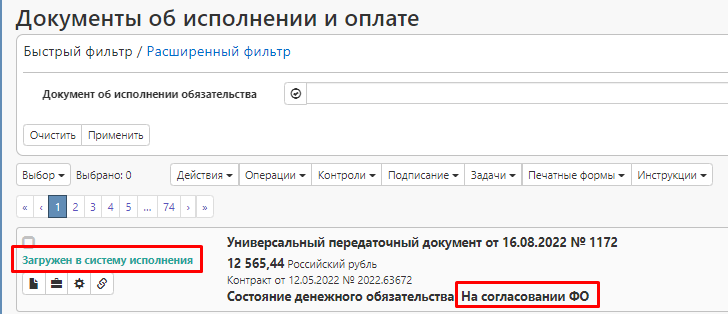 Документы об исполнении и оплате
Быстрый фильтр / Расширенный фильтр
Документ об исполнении обязательства
Очистить Применить
Выбор Выбрано: 0 Действия Операции Контроли Подписание Задачи Печатные формы Инструкции
« ‹ 1 2 3 4 5 ... 74 › »
Универсальный передаточный документ от 16.08.2022 № 1172
Загружен в систему исполнения
12 565,44 Российский рубль
Контракт от 12.05.2022 № 2022.63672
Состояние денежного обязательства На согласовании ФО